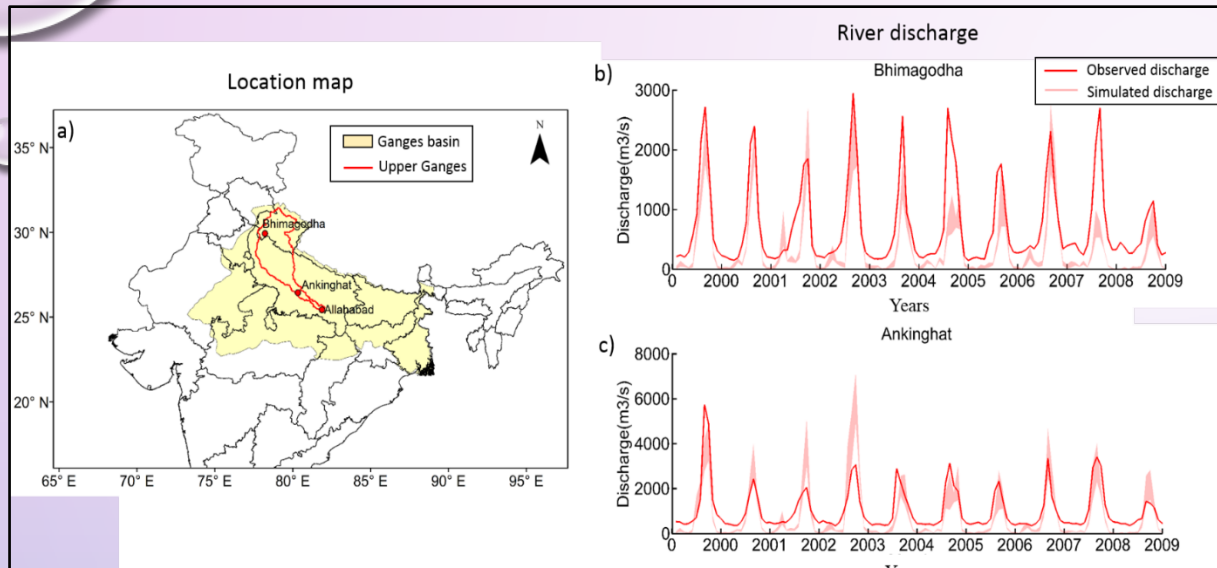 River discharge
Location map
b)
Bhimagodha
Observed discharge
Simulated discharge
a)
N
Ganges basin
Upper Ganges
35° N
30° N
25° N
20° N
Bhimagodha
Ankinghat
Allahabad
65° E 70° E 75° E 80° E 85° E 90° E 95° E
Discharge(m3/s)
3000
2000
1000
0
0 2000 2001 2002 2003 2004 2005 2006 2007 2008 2009
Years
c)
Ankinghat
Discharge(m3/s)
8000
6000
4000
2000
0
0 2000 2001 2002 2003 2004 2005 2006 2007 2008 2009